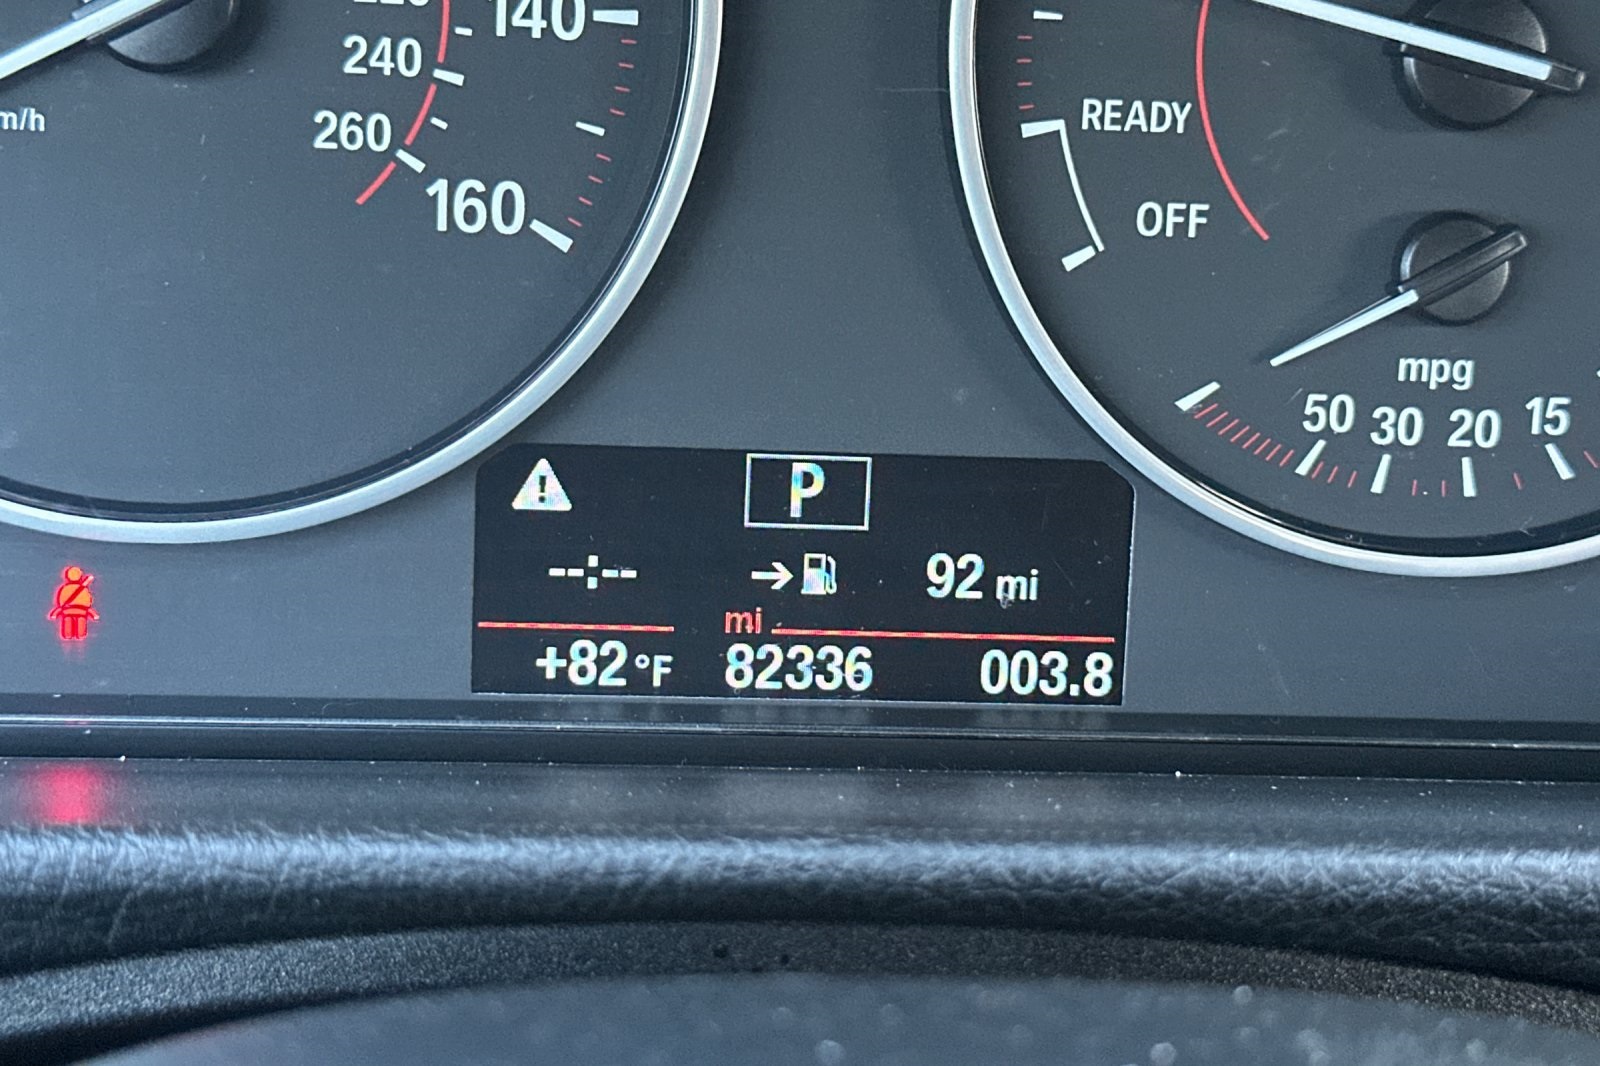 140
240
260
160
READY
OFF
mpg
50 30 20 15
P
--:-- 92 mi
mi
+82 °F 82336 003.8